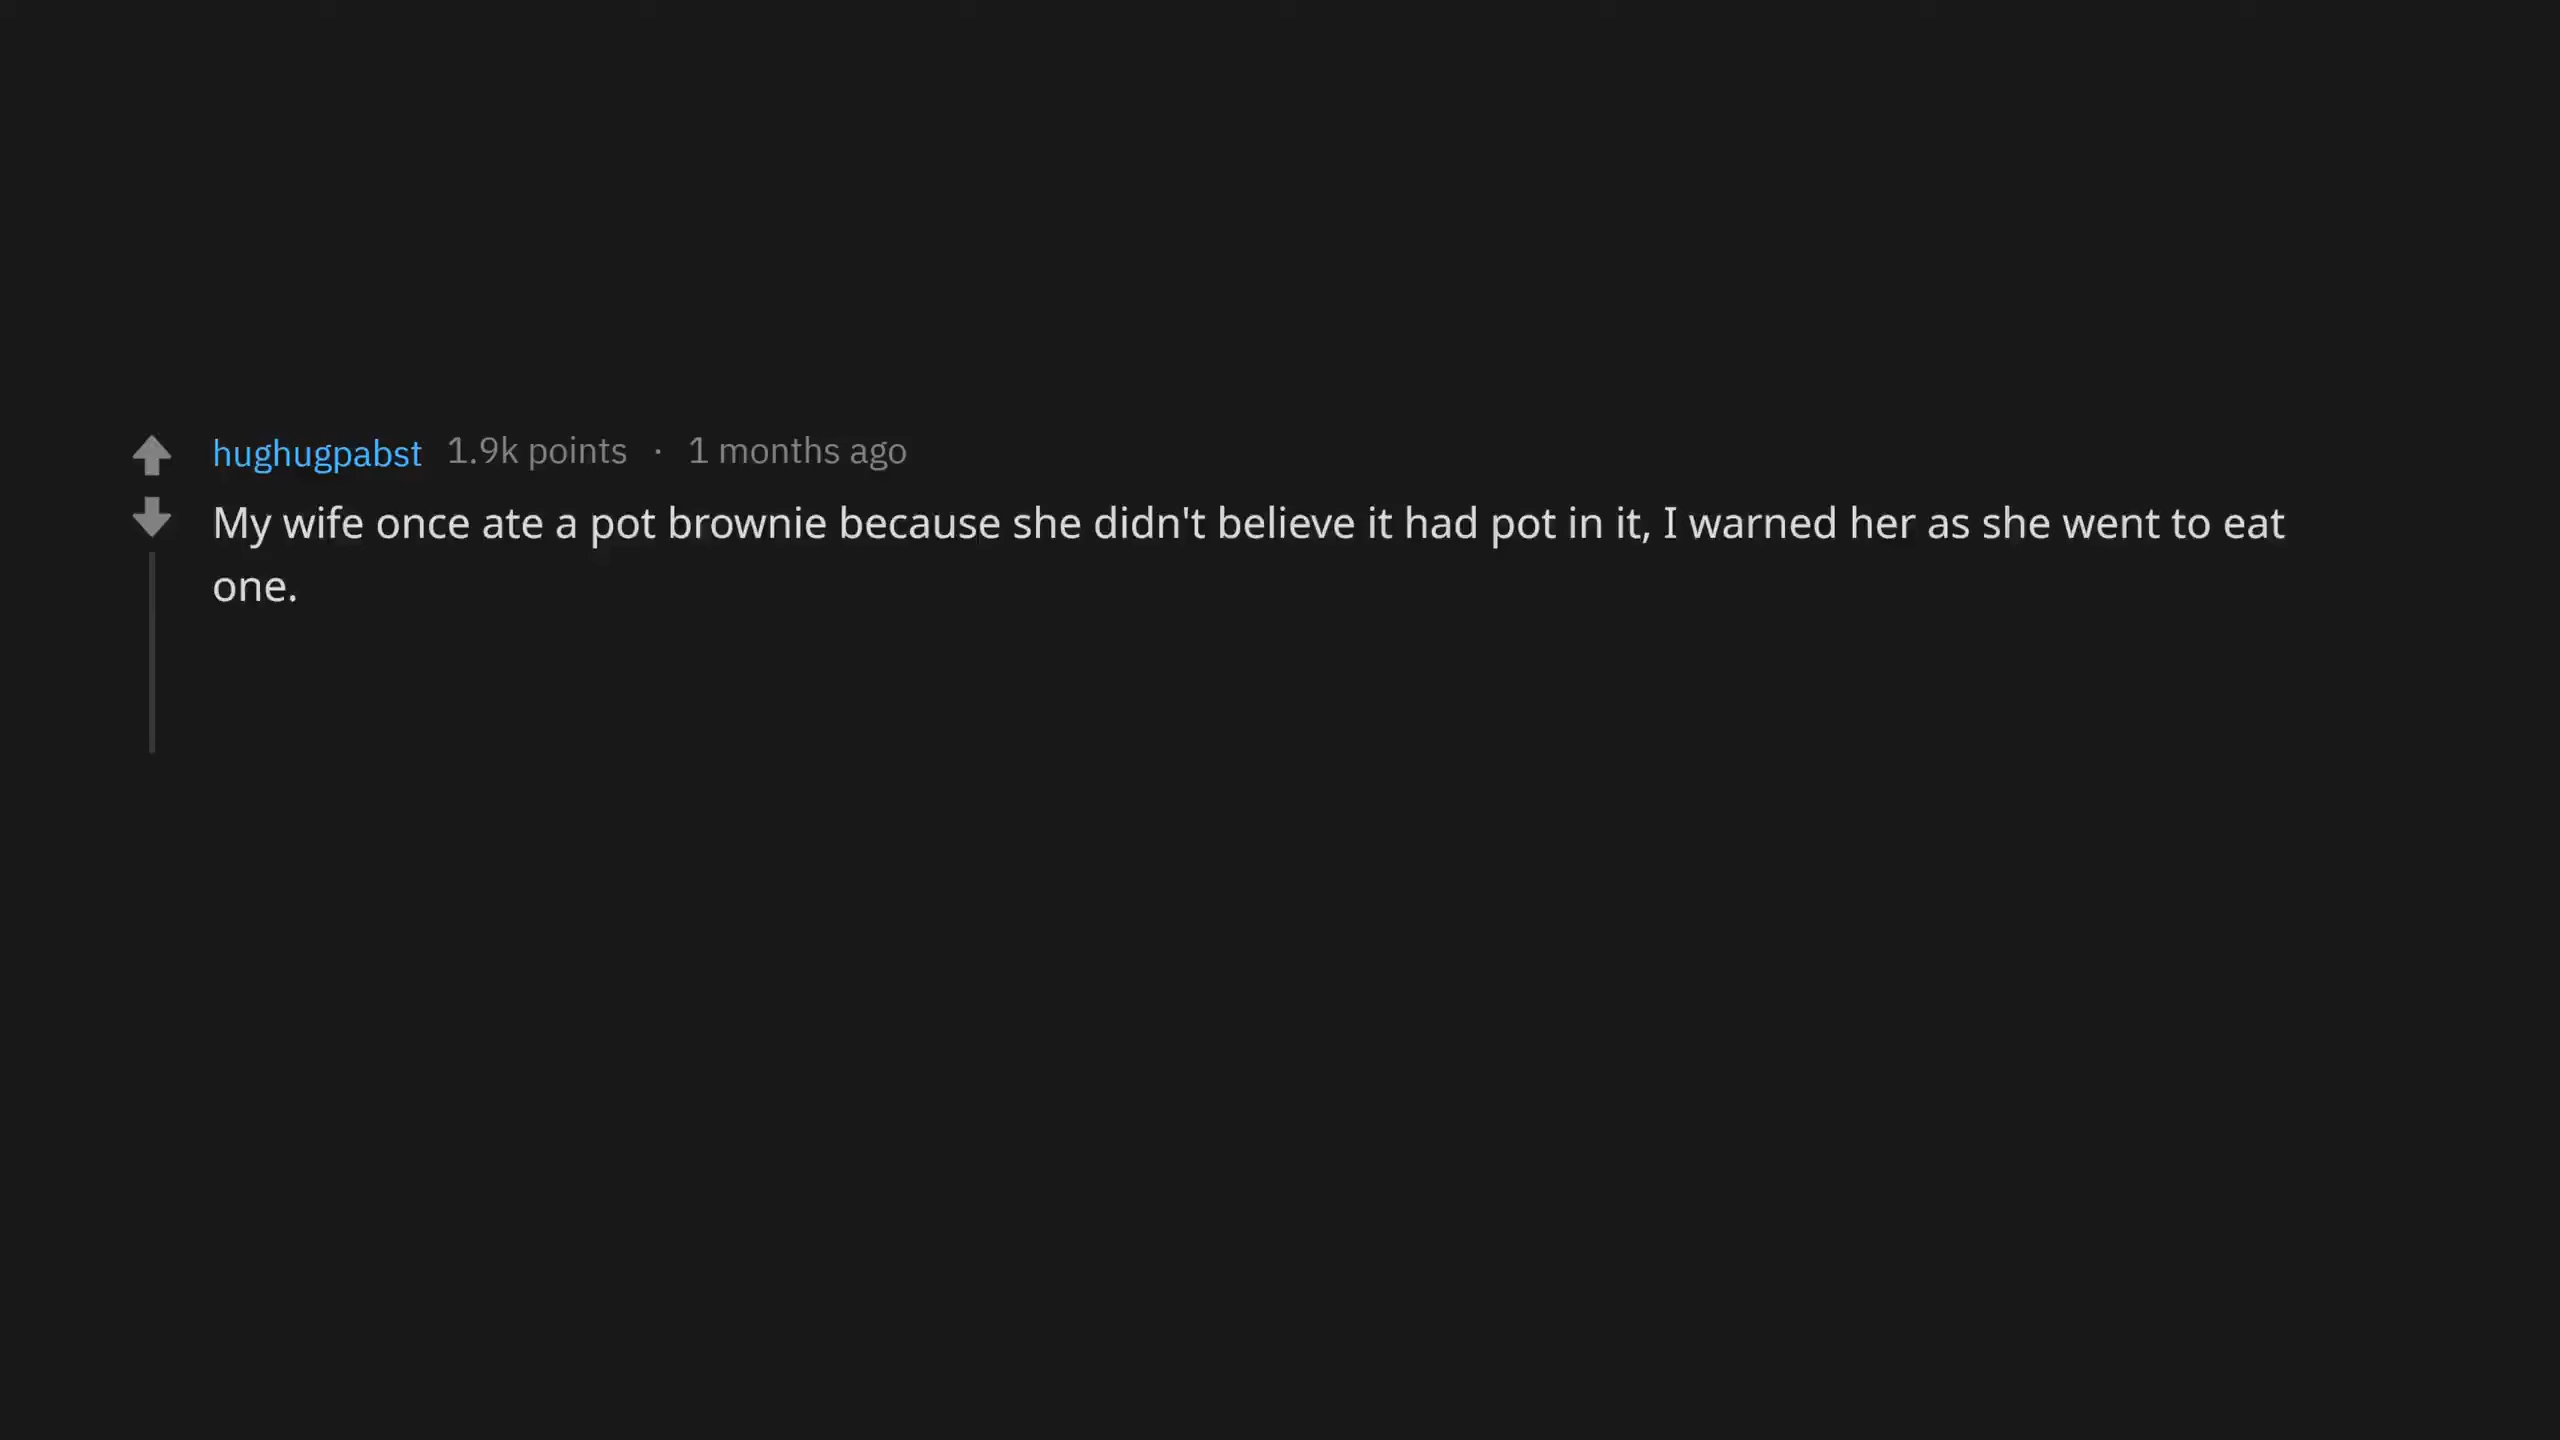 hughugpabst 1.9k points · 1 months ago
My wife once ate a pot brownie because she didn't believe it had pot in it, I warned her as she went to eat
one.